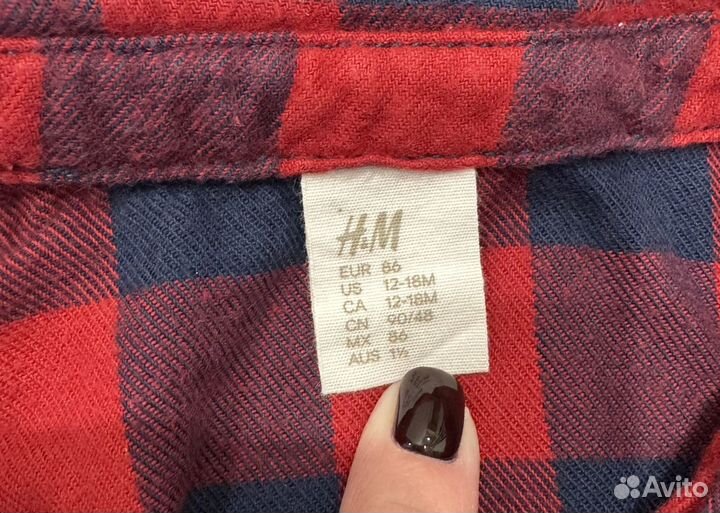 H&M
EUR 86
US 12-18M
CA 12-18M
CN 90/48
MX 86
AUS 1½
Avito